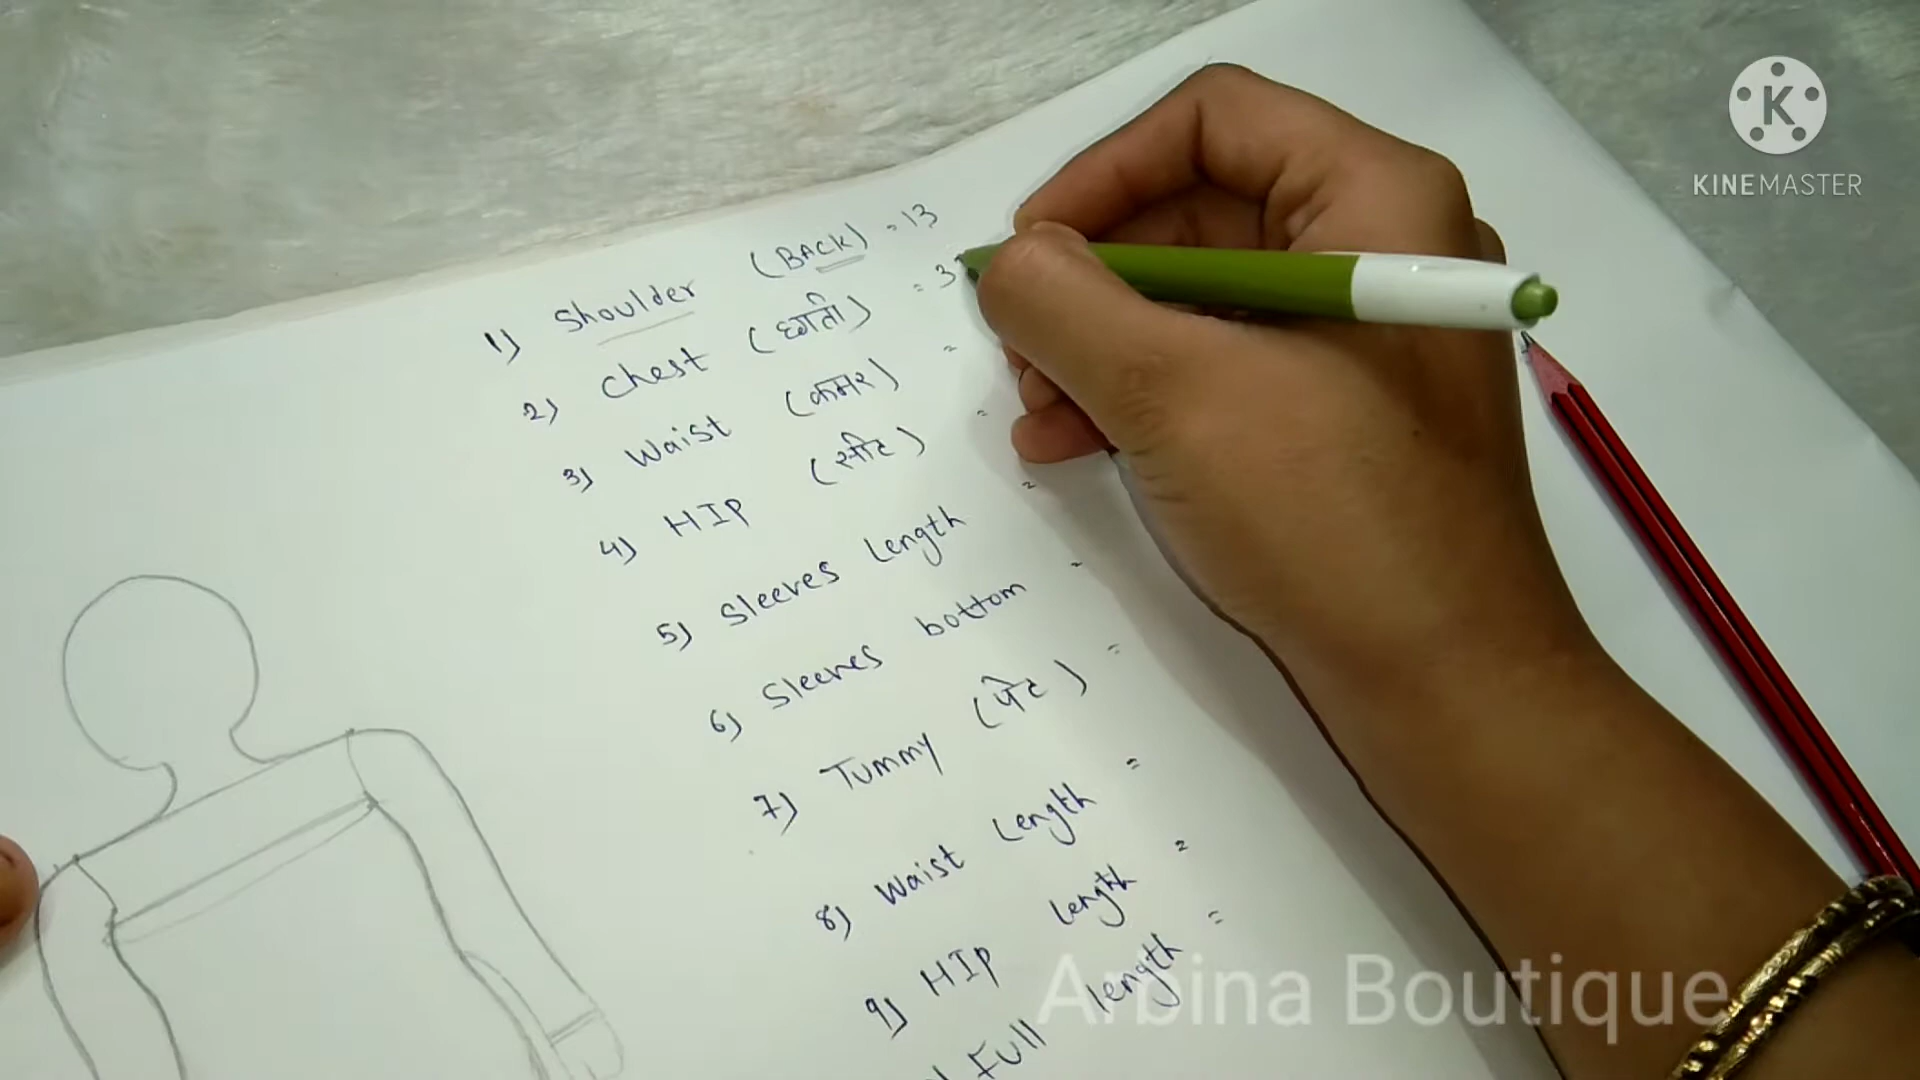 1) Shoulder (BACK) = 13
2) Chest (छाती) = 3
3) Waist (कमर) =
4) HIP (सीट) =
5) Sleeves Length =
6) Sleeves bottom =
7) Tummy (पेट) =
8) Waist Length =
9) HIP Length =
Full length =
K
KINEMASTER
Arbina Boutique